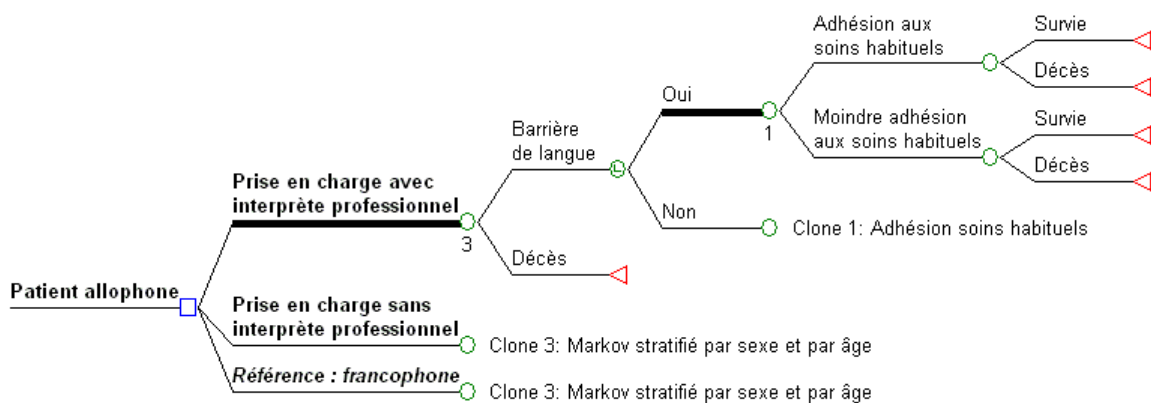 Adhésion aux
soins habituels
Survie
Décès
Oui
1
Moindre adhésion
aux soins habituels
Survie
Décès
Barrière
de langue
L
Non
Clone 1: Adhésion soins habituels
Prise en charge avec
interprète professionnel
3
Décès
Patient allophone
Prise en charge sans
interprète professionnel
Clone 3: Markov stratifié par sexe et par âge
Référence : francophone
Clone 3: Markov stratifié par sexe et par âge